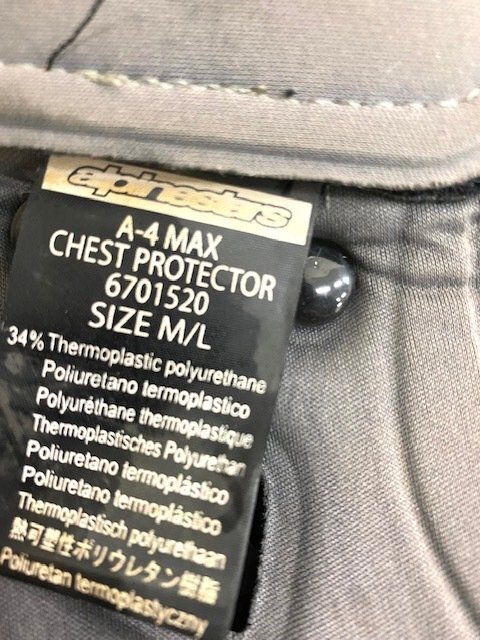 alpinestars
A-4 MAX
CHEST PROTECTOR
6701520
SIZE M/L
34% Thermoplastic polyurethane
Poliuretano termoplastico
Polyuréthane thermoplastique
Thermoplastisches Polyurethan
Poliuretano termoplástico
Poliuretano termoplástico
Thermoplastisch polyurethaan
熱可塑性ポリウレタン樹脂
Poliuretan termoplastyczny